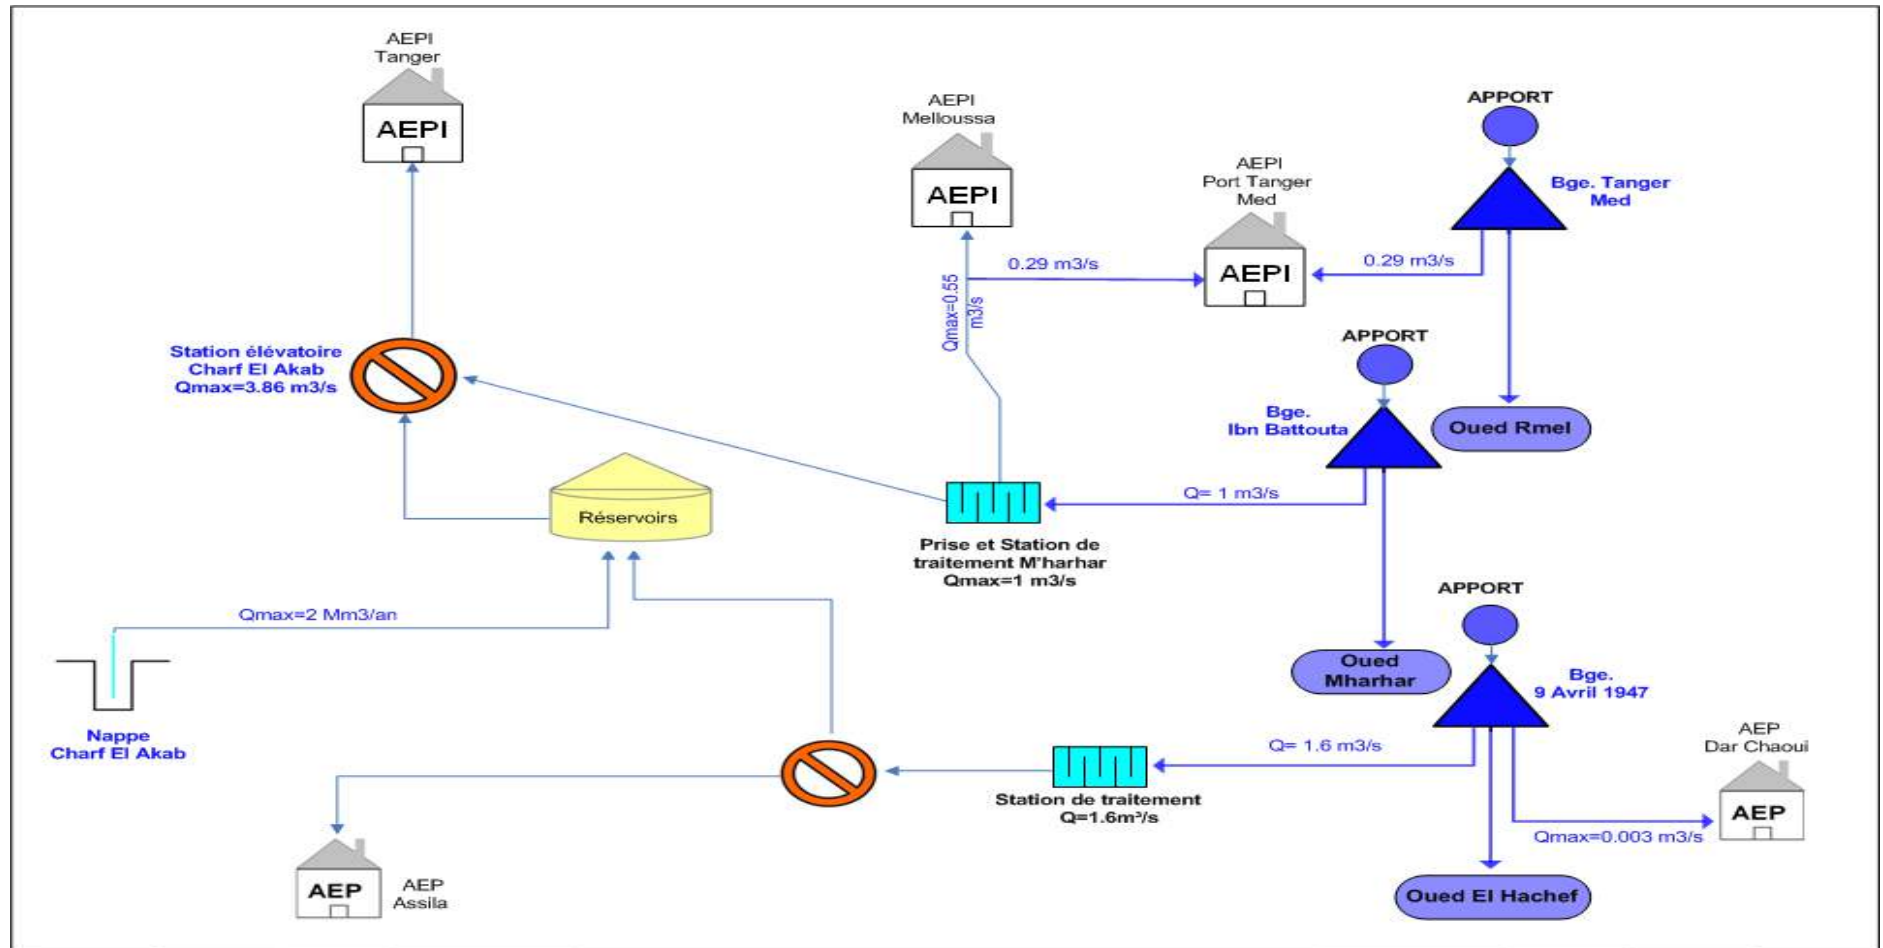 AEPI
Tanger
AEPI
AEPI
Melloussa
AEPI
AEPI
Port Tanger
Med
AEPI
APPORT
Bge. Tanger
Med
0.29 m3/s
0.29 m3/s
Qmax=0.55
m3/s
Station élévatoire
Charf El Akab
Qmax=3.86 m3/s
APPORT
Bge.
Ibn Battouta
Oued Rmel
Réservoirs
Q= 1 m3/s
Prise et Station de
traitement M'harhar
Qmax=1 m3/s
APPORT
Qmax=2 Mm3/an
Oued
Mharhar
Bge.
9 Avril 1947
Nappe
Charf El Akab
Q= 1.6 m3/s
AEP
Dar Chaoui
AEP
Station de traitement
Q=1.6m³/s
Qmax=0.003 m3/s
AEP
AEP
Assila
Oued El Hachef